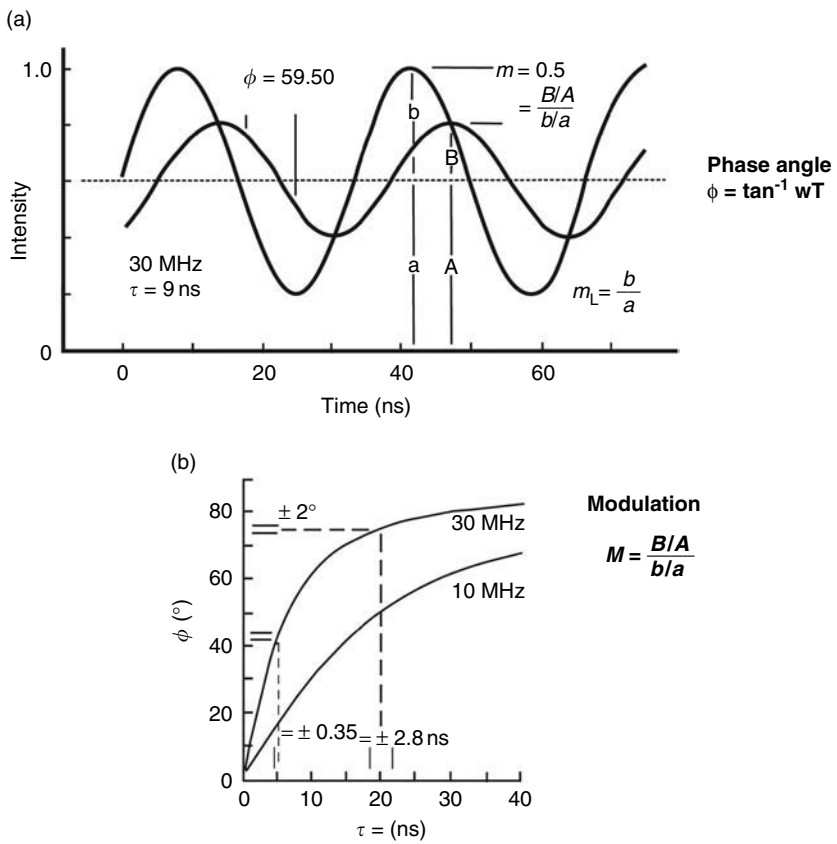 (a)
1.0
ϕ = 59.50
m = 0.5
= B/A
b/a
b
B
Phase angle
ϕ = tan⁻¹ wT
Intensity
30 MHz
τ = 9 ns
a
A
m_L = b
a
0
0
20
40
60
Time (ns)
(b)
80
± 2°
30 MHz
Modulation
M = B/A
b/a
60
10 MHz
ϕ (°)
40
20
= ± 0.35
= ± 2.8 ns
0
0
10
20
30
40
τ = (ns)